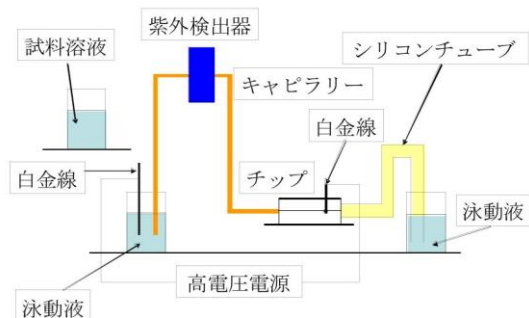 紫外検出器
試料溶液
シリコンチューブ
キャピラリー
白金線
白金線
チップ
泳動液
高電圧電源
泳動液